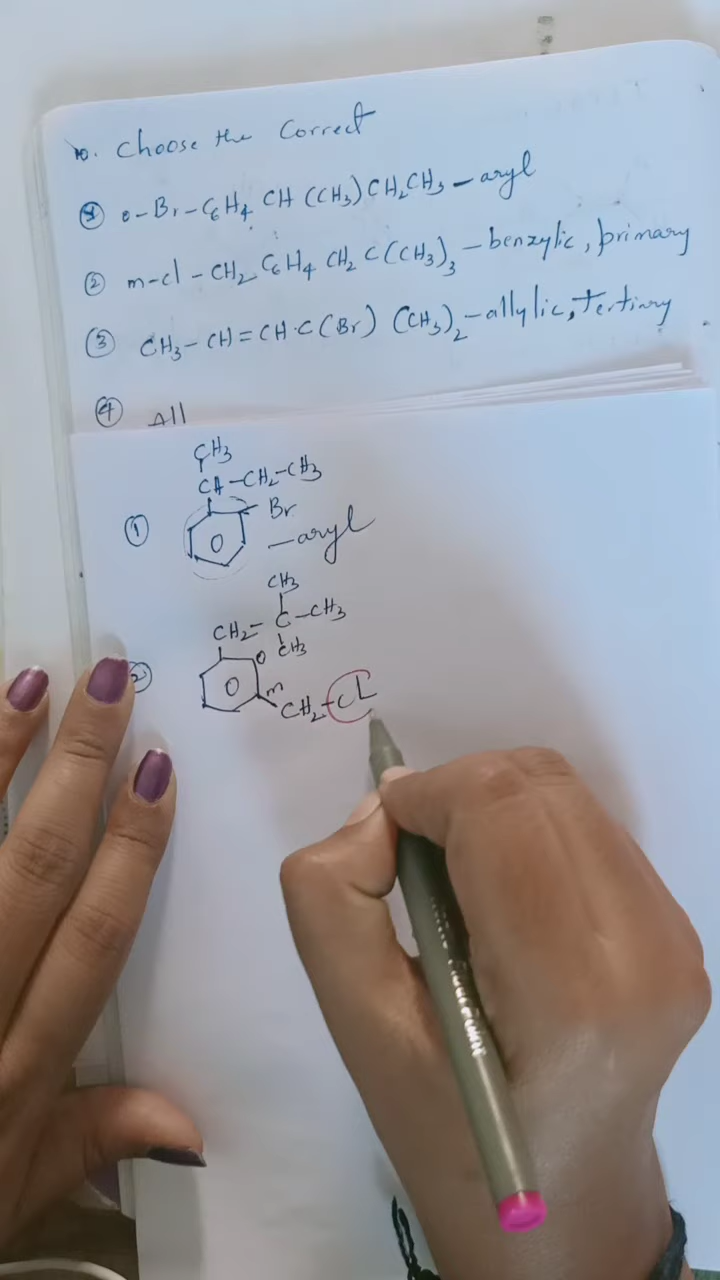 10. Choose the Correct
① o-Br-C₆H₄ CH (CH₃) CH₂CH₃ - aryl
② m-cl-CH₂ C₆H₄ CH₂ C(CH₃)₃ - benzylic, primary
③ CH₃-CH=CH·C(Br) (CH₃)₂ - allylic, Tertiary
④ All
CH₃
CH-CH₂-CH₃
① Br
-aryl
CH₃
CH₂-C-CH₃
CH₃
② o
m
CH₂-CL